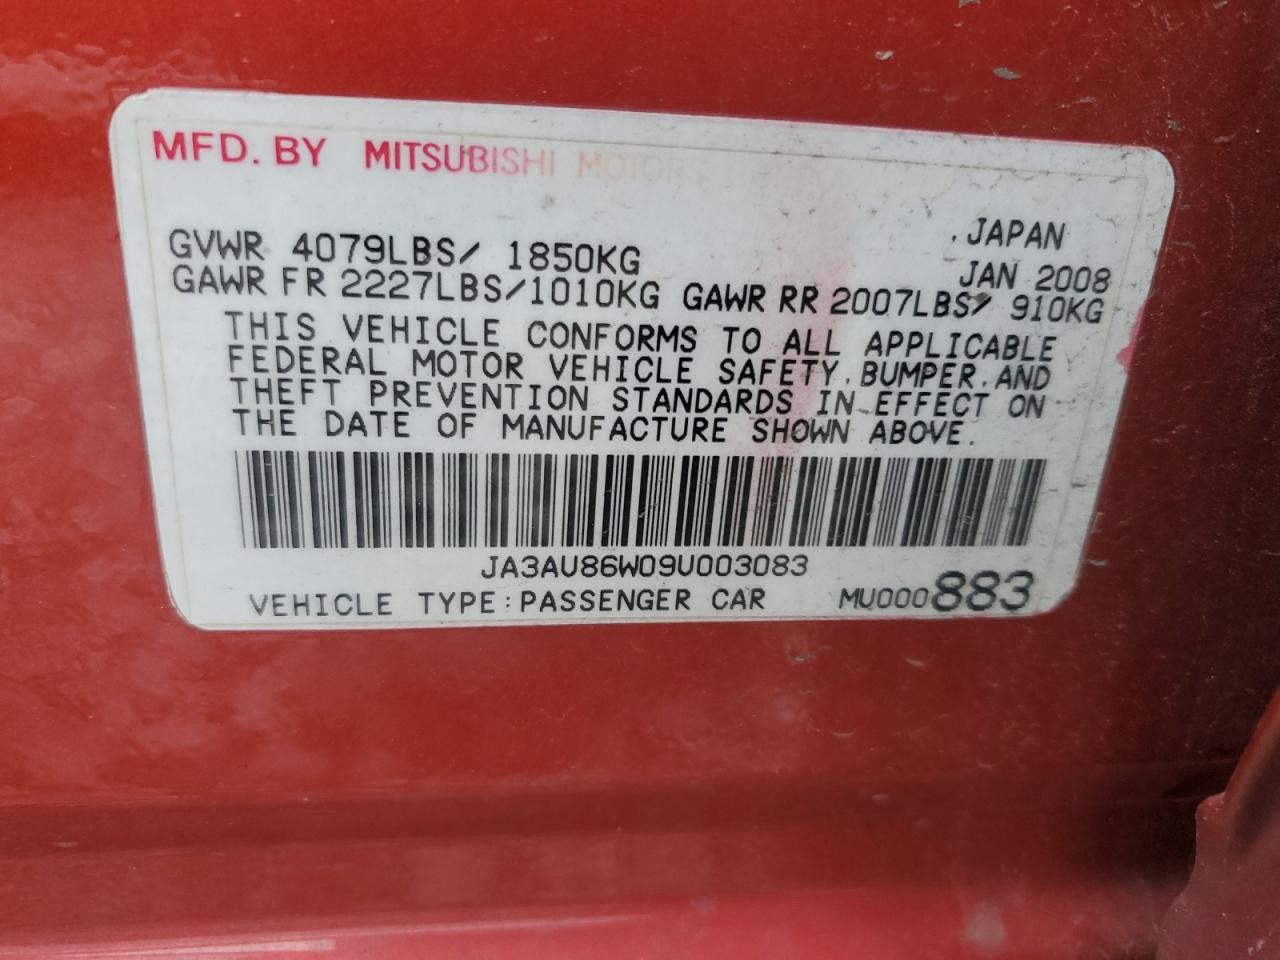 MFD. BY MITSUBISHI MOTORS
, JAPAN
GVWR 4079LBS/ 1850KG JAN 2008
GAWR FR 2227LBS/1010KG GAWR RR 2007LBS/ 910KG
THIS VEHICLE CONFORMS TO ALL APPLICABLE
FEDERAL MOTOR VEHICLE SAFETY, BUMPER, AND
THEFT PREVENTION STANDARDS IN EFFECT ON
THE DATE OF MANUFACTURE SHOWN ABOVE.
JA3AU86W09U003083
VEHICLE TYPE:PASSENGER CAR MU000883